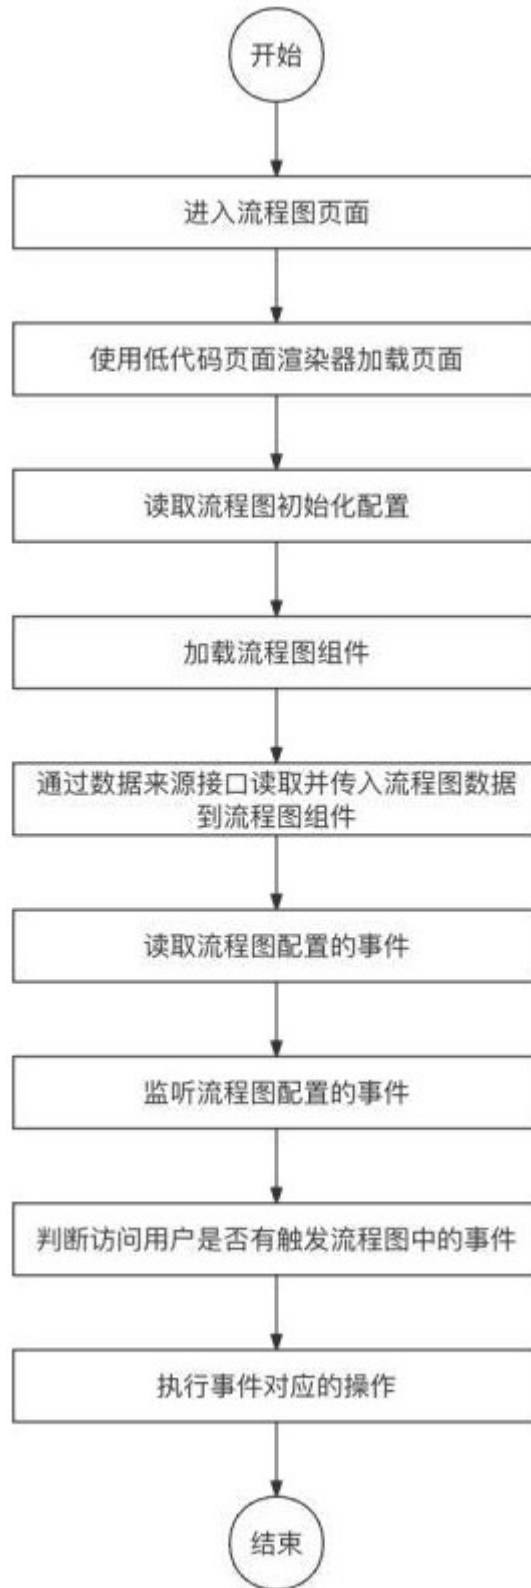 开始
进入流程图页面
使用低代码页面渲染器加载页面
读取流程图初始化配置
加载流程图组件
通过数据来源接口读取并传入流程图数据
到流程图组件
读取流程图配置的事件
监听流程图配置的事件
判断访问用户是否有触发流程图中的事件
执行事件对应的操作
结束